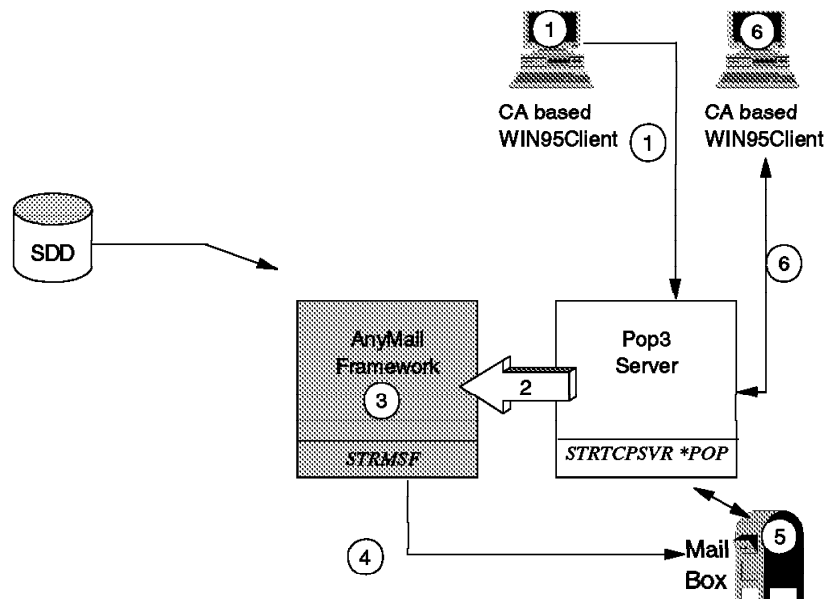 1
6
CA based
WIN95Client
CA based
WIN95Client
1
SDD
6
AnyMail
Framework
3
STRMSF
2
Pop3
Server
STRTCPSVR *POP
4
Mail
Box
5